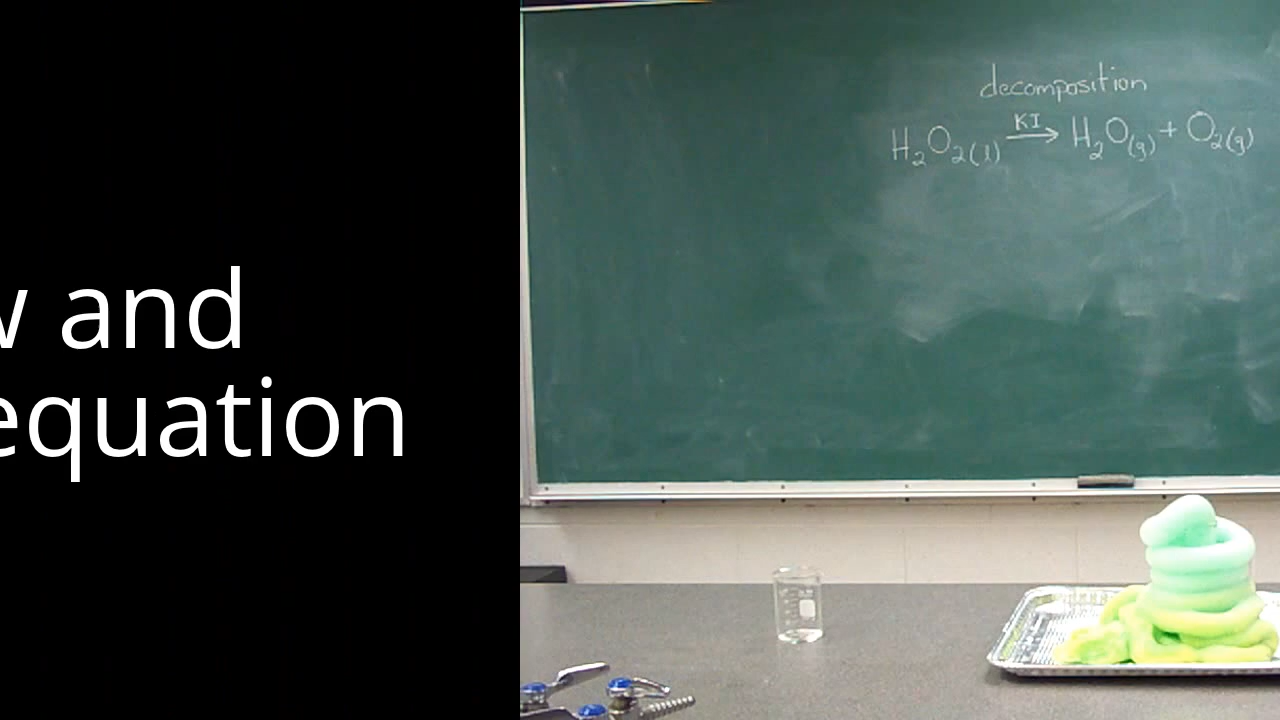 w and
equation
decomposition
H₂O₂(l) KI→ H₂O(g) + O₂(g)